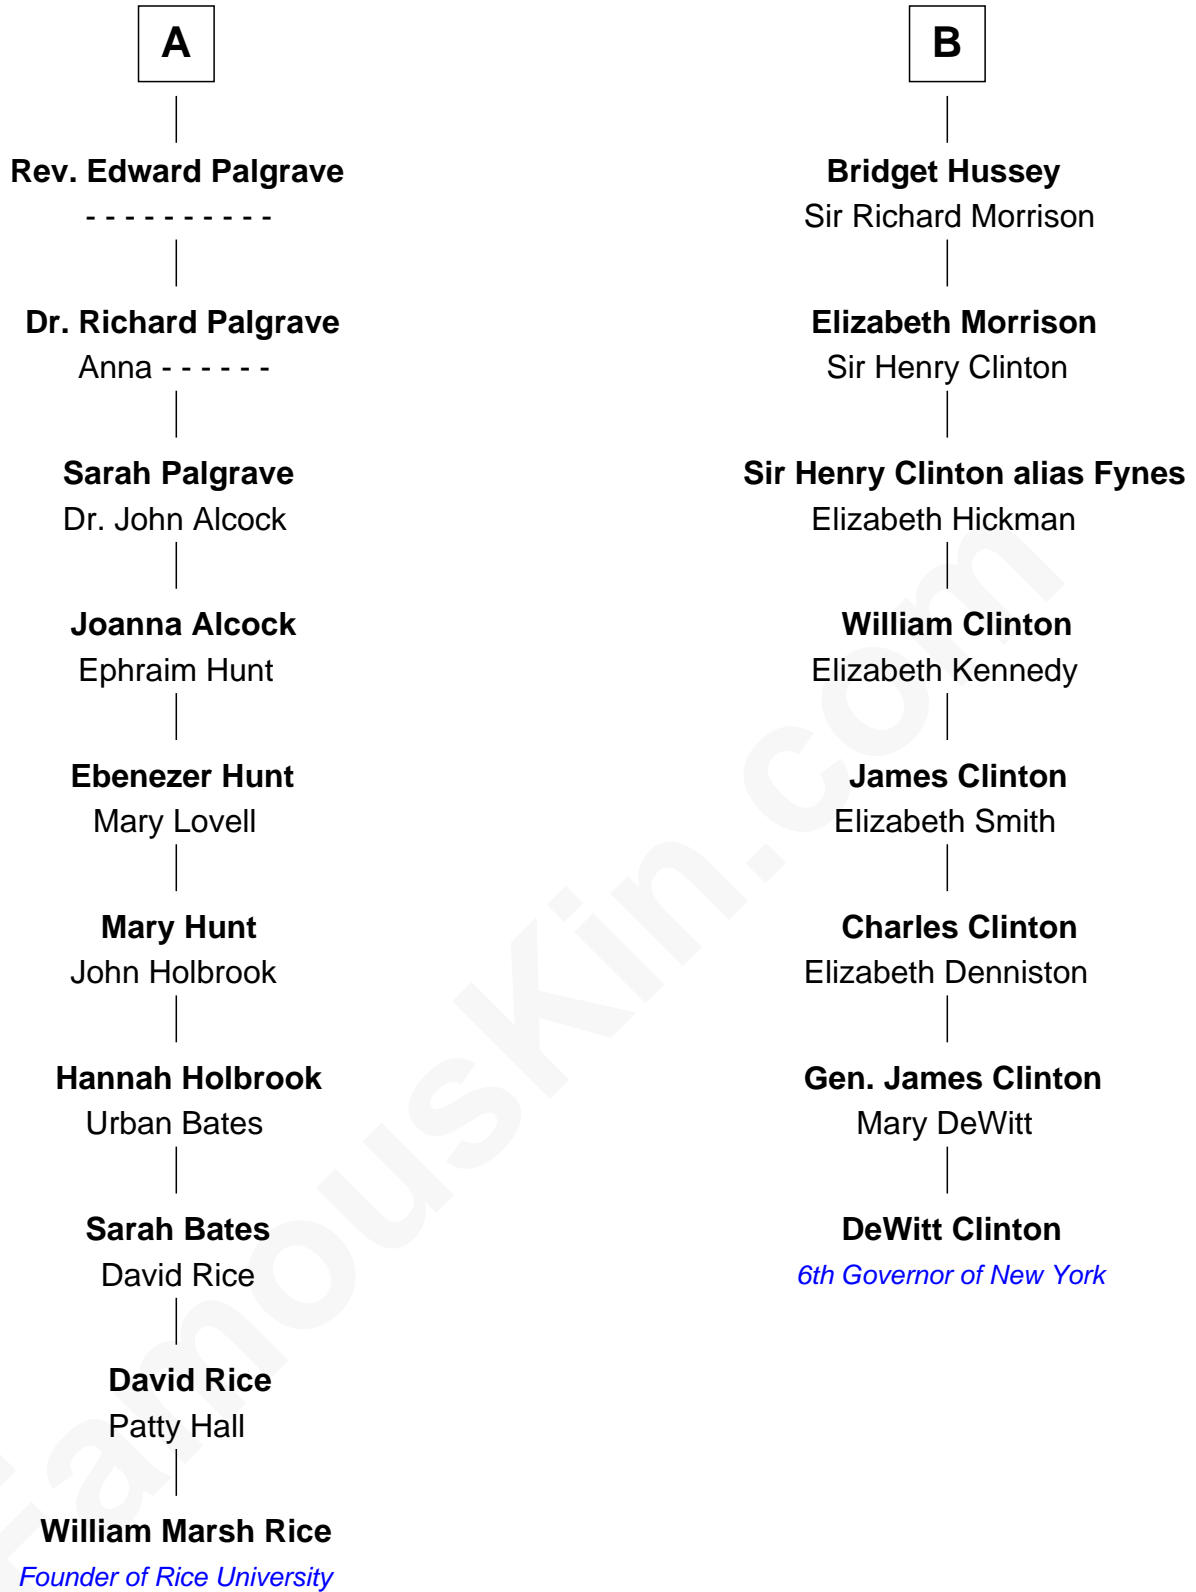 A
Rev. Edward Palgrave
- - - - - - - - - -
Dr. Richard Palgrave
Anna - - - - - -
Sarah Palgrave
Dr. John Alcock
Joanna Alcock
Ephraim Hunt
Ebenezer Hunt
Mary Lovell
Mary Hunt
John Holbrook
Hannah Holbrook
Urban Bates
Sarah Bates
David Rice
David Rice
Patty Hall
William Marsh Rice
Founder of Rice University
B
Bridget Hussey
Sir Richard Morrison
Elizabeth Morrison
Sir Henry Clinton
Sir Henry Clinton alias Fynes
Elizabeth Hickman
William Clinton
Elizabeth Kennedy
James Clinton
Elizabeth Smith
Charles Clinton
Elizabeth Denniston
Gen. James Clinton
Mary DeWitt
DeWitt Clinton
6th Governor of New York
FamousKin.com